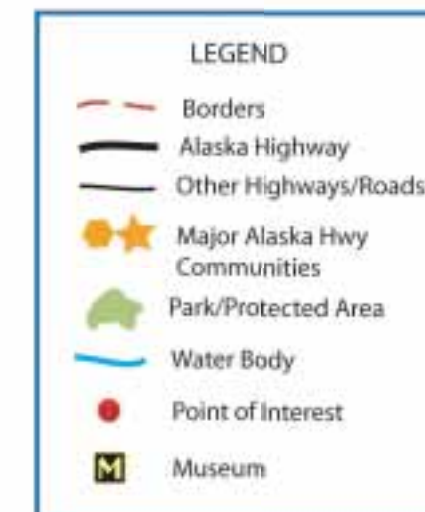 LEGEND
Borders
Alaska Highway
Other Highways/Roads
Major Alaska Hwy
Communities
Park/Protected Area
Water Body
Point of Interest
M Museum